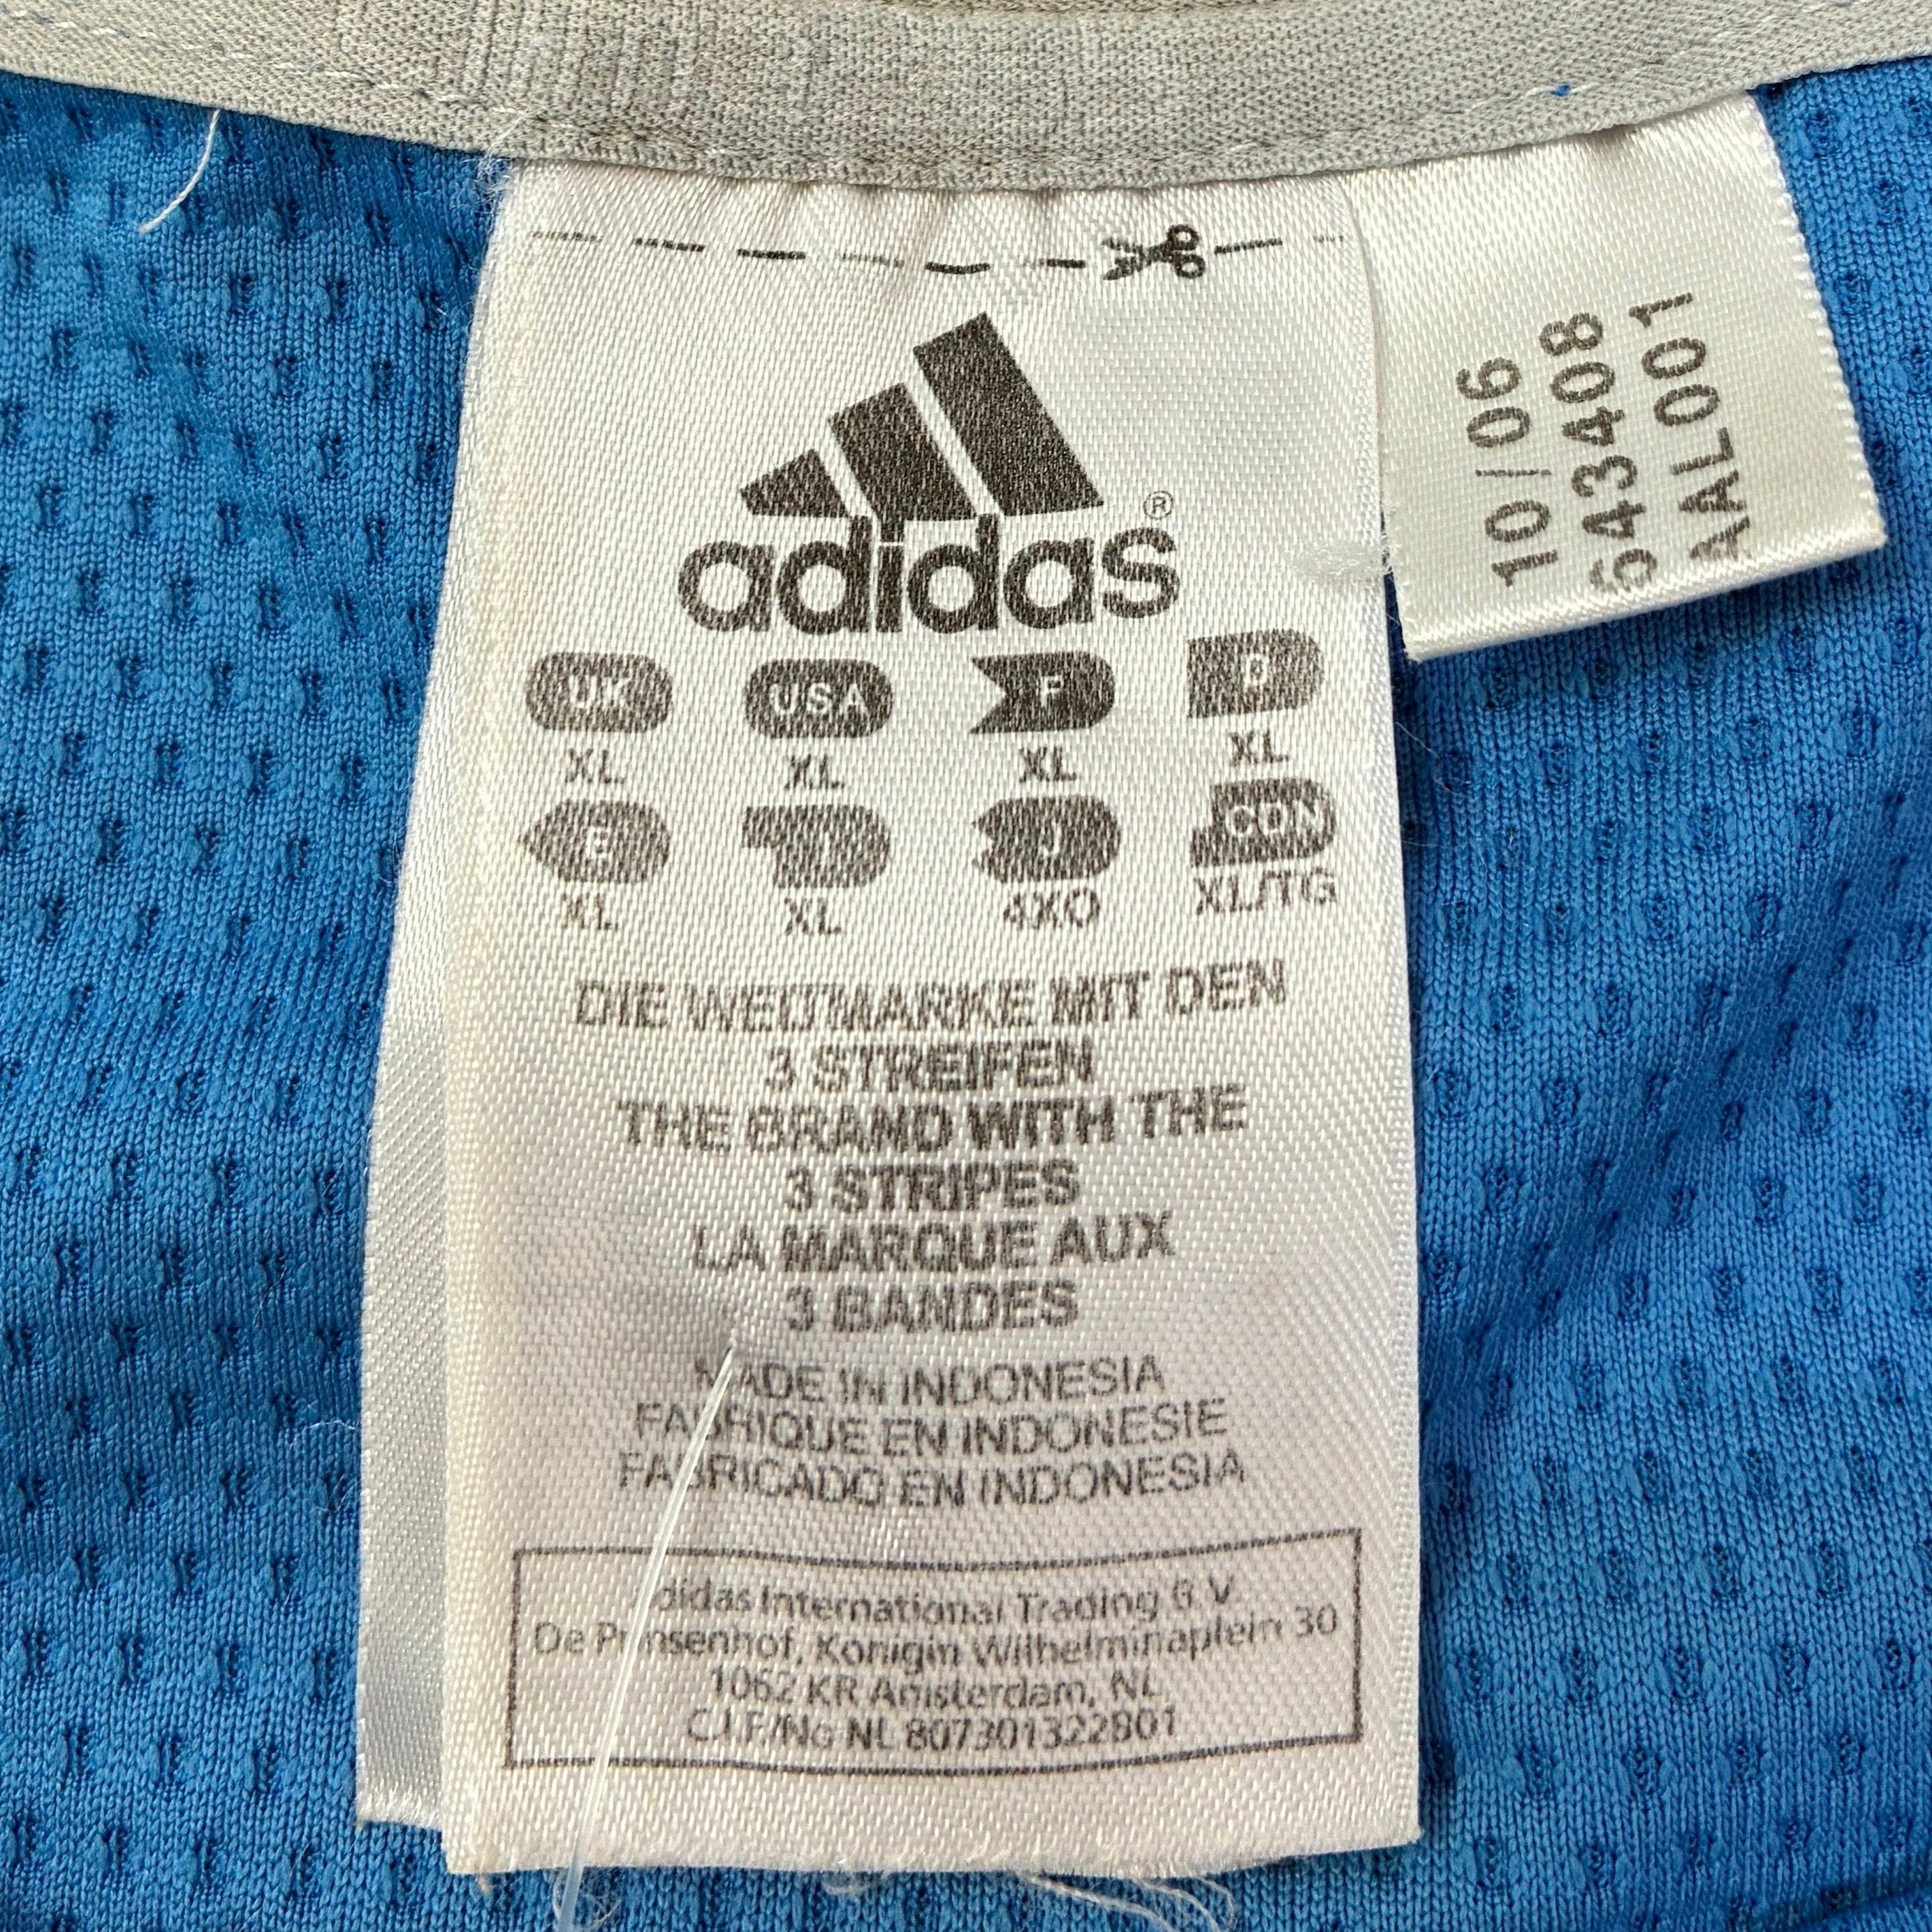 adidas®
UK USA F D
XL XL XL XL
E I J CDN
XL XL 4XO XL/TG
DIE WELTMARKE MIT DEN
3 STREIFEN
THE BRAND WITH THE
3 STRIPES
LA MARQUE AUX
3 BANDES
MADE IN INDONESIA
FABRIQUE EN INDONESIE
FABRICADO EN INDONESIA
adidas International Trading B.V.
De Prinsenhof, Koningin Wilhelminaplein 30
1062 KR Amsterdam, NL
C.I.F./No NL 807301322B01
10/06
643408
AAL001